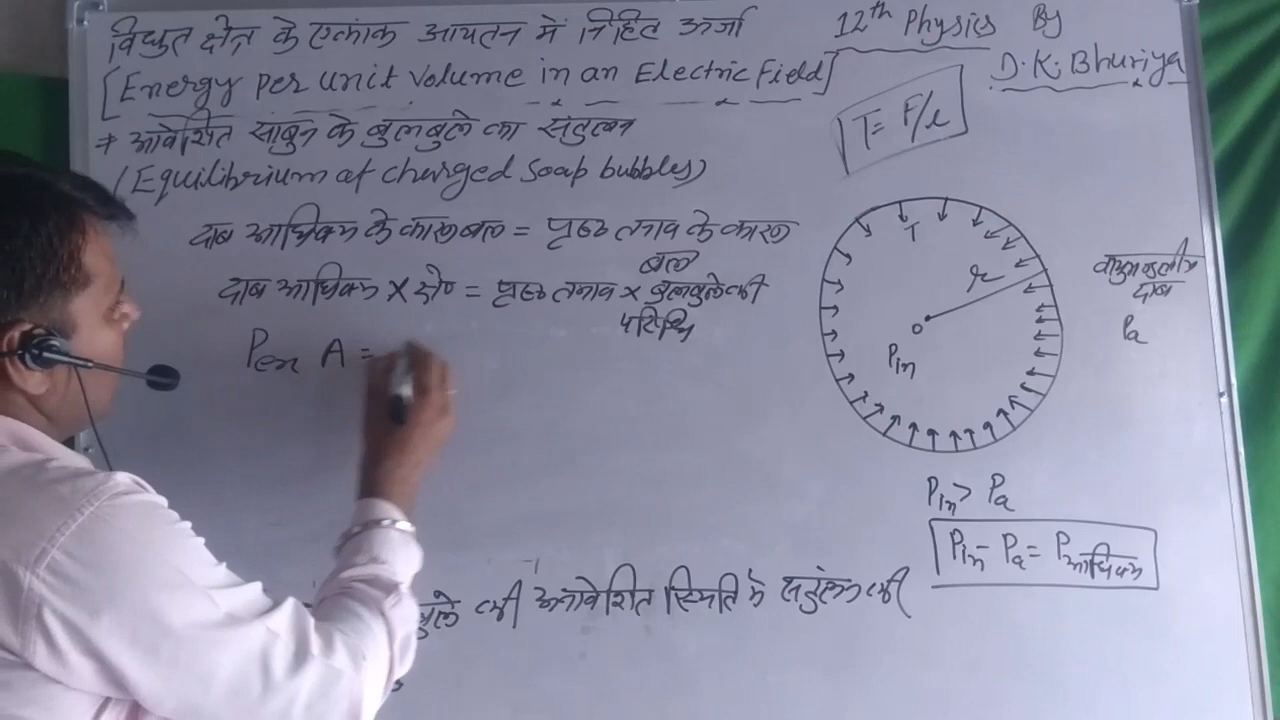 विद्युत क्षेत्र के एकांक आयतन में निहित ऊर्जा
[Energy per unit Volume in an Electric Field]
⇒ आवेशित साबुन के बुलबुले का संतुलन
(Equilibrium of charged Soap bubbles)
दाब आधिक्य के कारण बल = पृष्ठ तनाव के कारण
बल
दाब आधिक्य × क्षे० = पृष्ठ तनाव × बुलबुले की
परिधि
Pex A =
बुले की अनावेशित स्थिति में संतुलन की
12th Physics By
D.K. Bhuriya
T = F/l
T
r
o
Pin
वायुमण्डलीय
दाब
Pa
Pin > Pa
Pin - Pa = Pआधिक्य